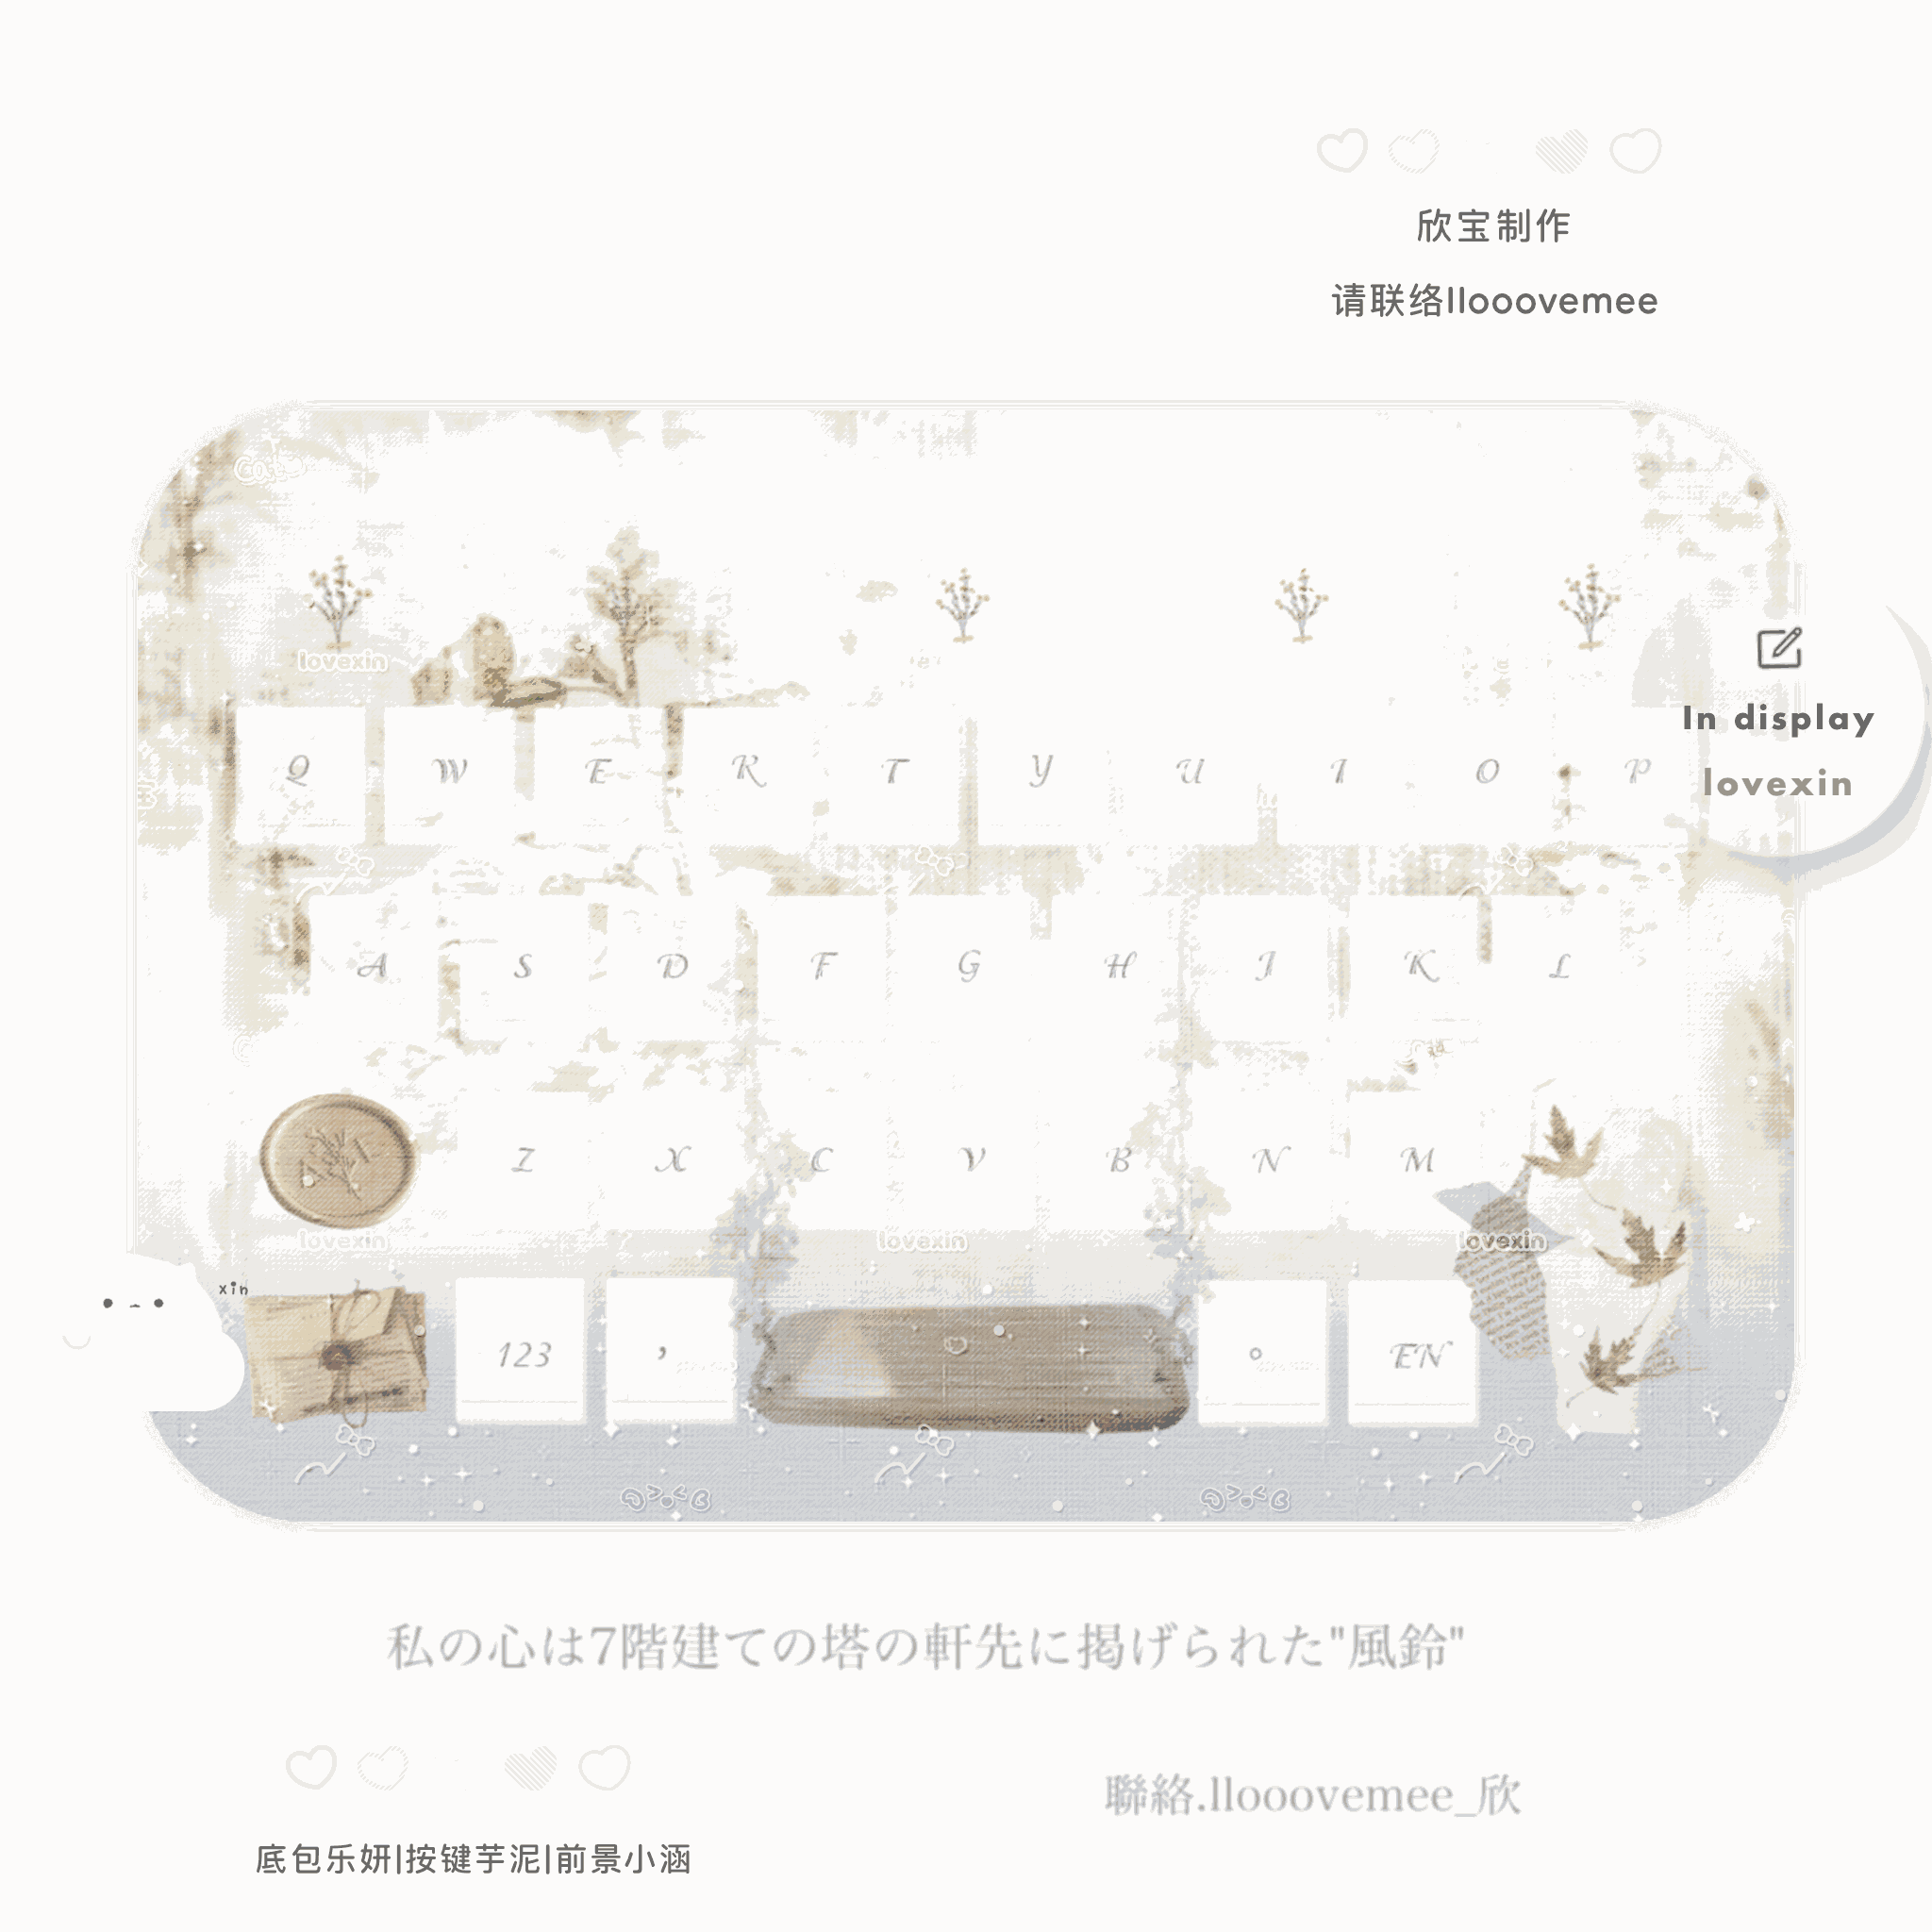 欣宝制作
请联络llooovemee
lovexin
In display
lovexin
Q W E R T Y U I O P
A S D F G H J K L
Z X C V B N M
lovexin lovexin lovexin
xin
123 , 。 EN
私の心は7階建ての塔の軒先に掲げられた"風鈴"
聯絡.llooovemee_欣
底包乐妍|按键芋泥|前景小涵